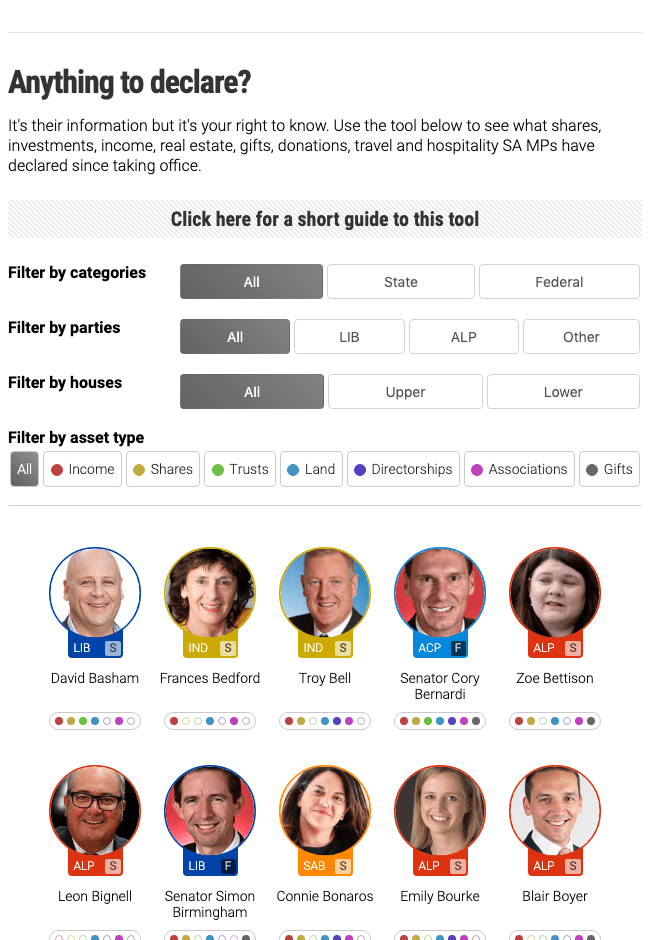 Anything to declare?
It's their information but it's your right to know. Use the tool below to see what shares,
investments, income, real estate, gifts, donations, travel and hospitality SA MPs have
declared since taking office.
Click here for a short guide to this tool
Filter by categories
All State Federal
Filter by parties
All LIB ALP Other
Filter by houses
All Upper Lower
Filter by asset type
All Income Shares Trusts Land Directorships Associations Gifts
LIB S IND S IND S ACP F ALP S
David Basham Frances Bedford Troy Bell Senator Cory Zoe Bettison
Bernardi
ALP S LIB F SAB S ALP S ALP S
Leon Bignell Senator Simon Connie Bonaros Emily Bourke Blair Boyer
Birmingham